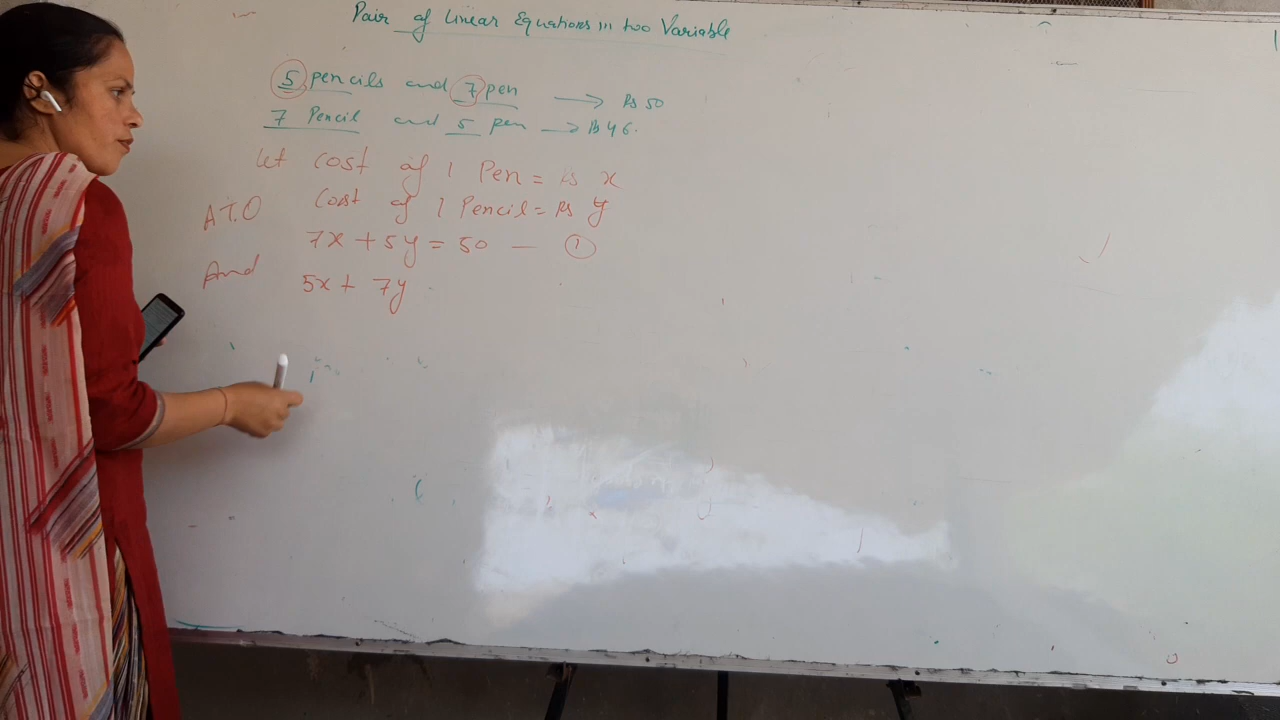 Pair of Linear Equations in two Variable
5 pencils and 7 pen → Rs 50
7 Pencil and 5 pen → Rs 46.
Let cost of 1 Pen = Rs x
A.T.O cost of 1 Pencil = Rs y
7x + 5y = 50 — ①
And 5x + 7y